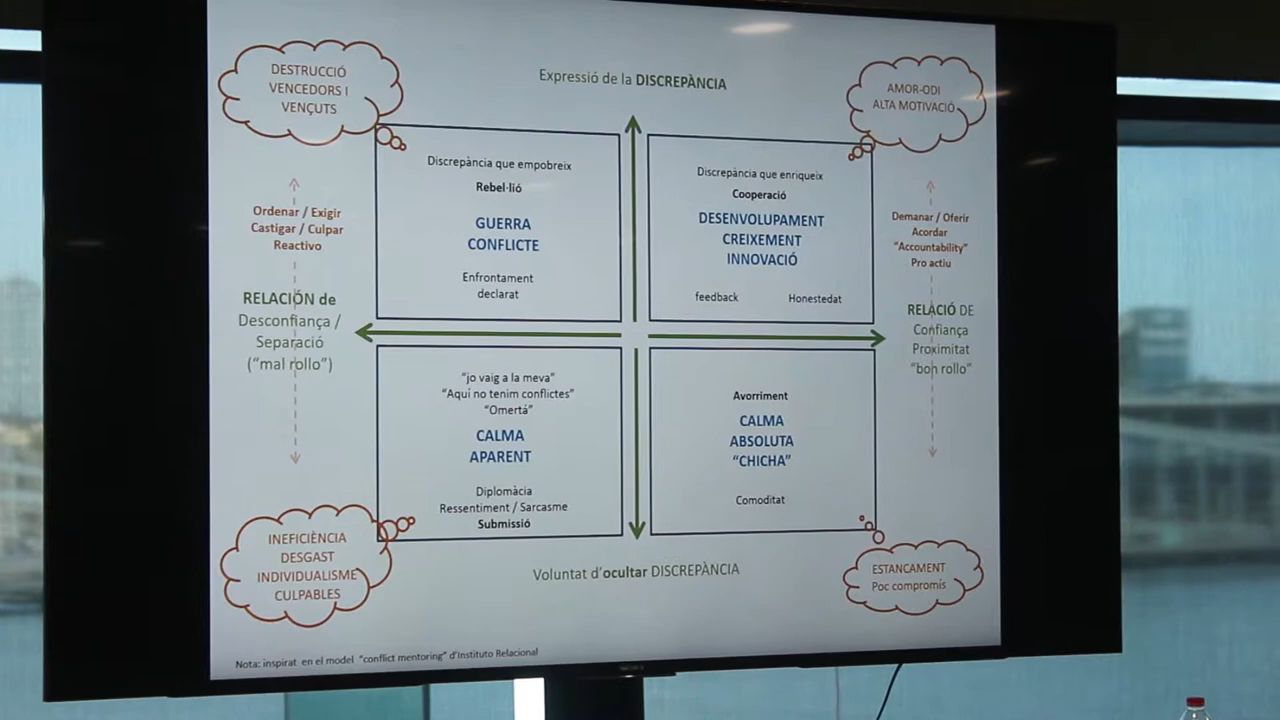 DESTRUCCIÓ
VENCEDORS I
VENÇUTS
Expressió de la DISCREPÀNCIA
AMOR-ODI
ALTA MOTIVACIÓ
Discrepància que empobreix
Rebel·lió
GUERRA
CONFLICTE
Enfrontament
declarat
Discrepància que enriqueix
Cooperació
DESENVOLUPAMENT
CREIXEMENT
INNOVACIÓ
feedback
Honestedat
Ordenar / Exigir
Castigar / Culpar
Reactivo
RELACIÓN de
Desconfiança /
Separació
(“mal rollo”)
Demanar / Oferir
Acordar
“Accountability”
Pro actiu
RELACIÓ DE
Confiança
Proximitat
“bon rollo”
“jo vaig a la meva”
“Aquí no tenim conflictes”
“Omertá”
CALMA
APARENT
Diplomàcia
Ressentiment / Sarcasme
Submissió
Avorriment
CALMA
ABSOLUTA
“CHICHA”
Comoditat
INEFICIÈNCIA
DESGAST
INDIVIDUALISME
CULPABLES
Voluntat d’ocultar DISCREPÀNCIA
ESTANCAMENT
Poc compromis
Nota: inspirat en el model “conflict mentoring” d’Instituto Relacional
SONY